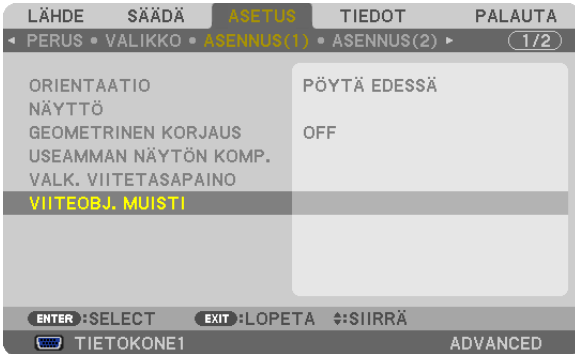 LÄHDE SÄÄDÄ ASETUS TIEDOT PALAUTA
◂ PERUS • VALIKKO • ASENNUS(1) • ASENNUS(2) ▸ 1/2
ORIENTAATIO PÖYTÄ EDESSÄ
NÄYTTÖ
GEOMETRINEN KORJAUS OFF
USEAMMAN NÄYTÖN KOMP.
VALK. VIITETASAPAINO
VIITEOBJ. MUISTI
ENTER :SELECT EXIT :LOPETA ♦:SIIRRÄ
TIETOKONE1 ADVANCED